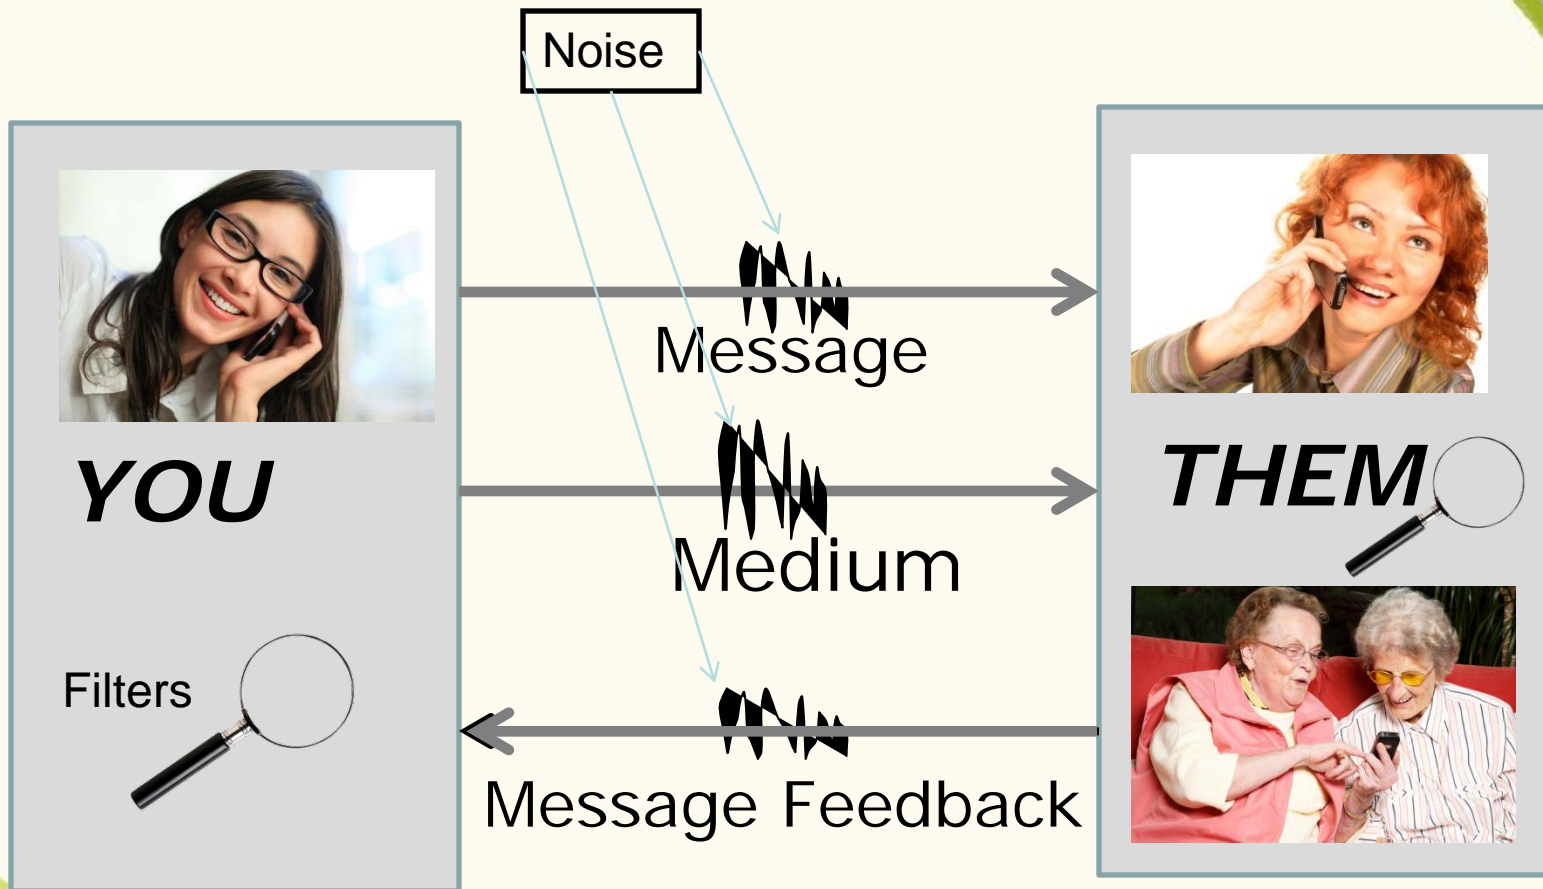 Noise
Message
YOU
THEM
Medium
Filters
Message Feedback